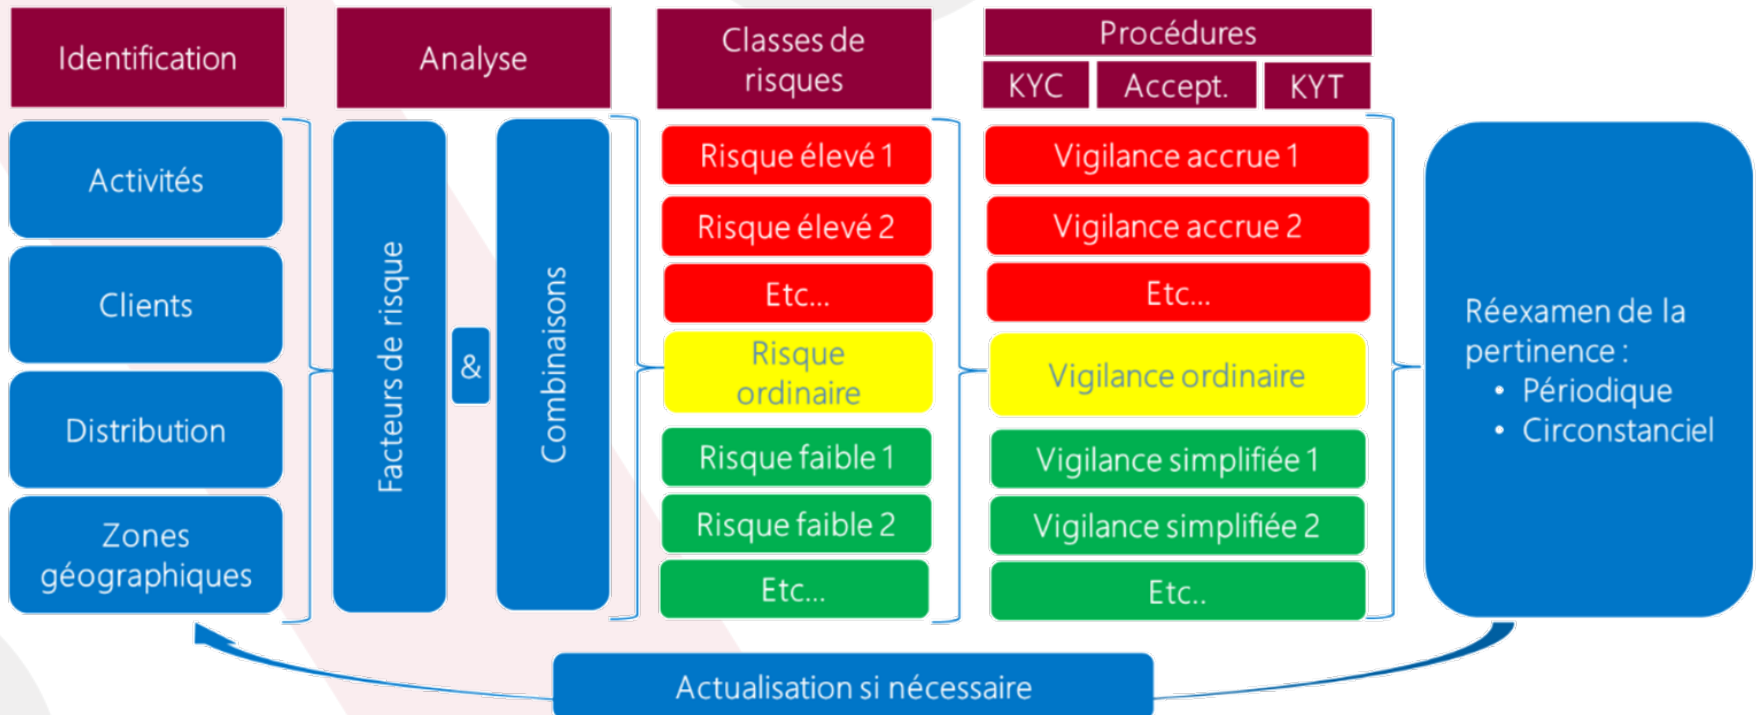 Identification
Analyse
Classes de
risques
Procédures
KYC
Accept.
KYT
Activités
Clients
Distribution
Zones
géographiques
Facteurs de risque
&
Combinaisons
Risque élevé 1
Risque élevé 2
Etc...
Risque
ordinaire
Risque faible 1
Risque faible 2
Etc...
Vigilance accrue 1
Vigilance accrue 2
Etc...
Vigilance ordinaire
Vigilance simplifiée 1
Vigilance simplifiée 2
Etc..
Réexamen de la
pertinence :
• Périodique
• Circonstanciel
Actualisation si nécessaire